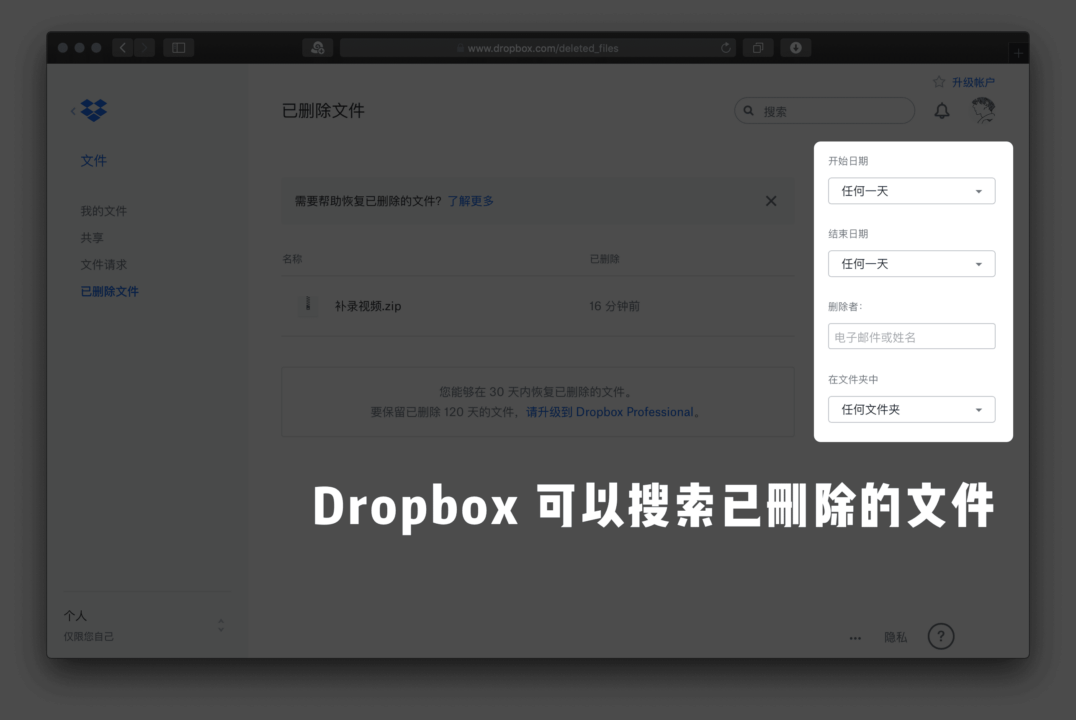 www.dropbox.com/deleted_files
升级帐户
已删除文件
搜索
文件
我的文件
共享
文件请求
已删除文件
需要帮助恢复已删除的文件？了解更多
名称
已删除
补录视频.zip
16 分钟前
您能够在 30 天内恢复已删除的文件。
要保留已删除 120 天的文件，请升级到 Dropbox Professional。
开始日期
任何一天
结束日期
任何一天
删除者：
电子邮件或姓名
在文件夹中
任何文件夹
Dropbox 可以搜索已删除的文件
个人
仅限您自己
···
隐私
?